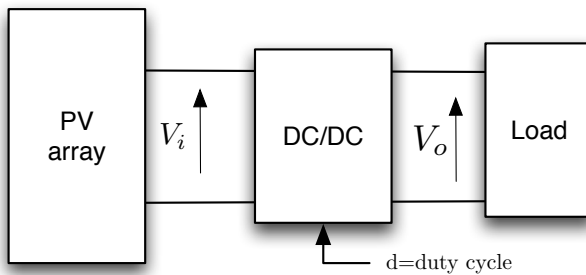 PV
array
V_i
DC/DC
V_o
Load
d=duty cycle